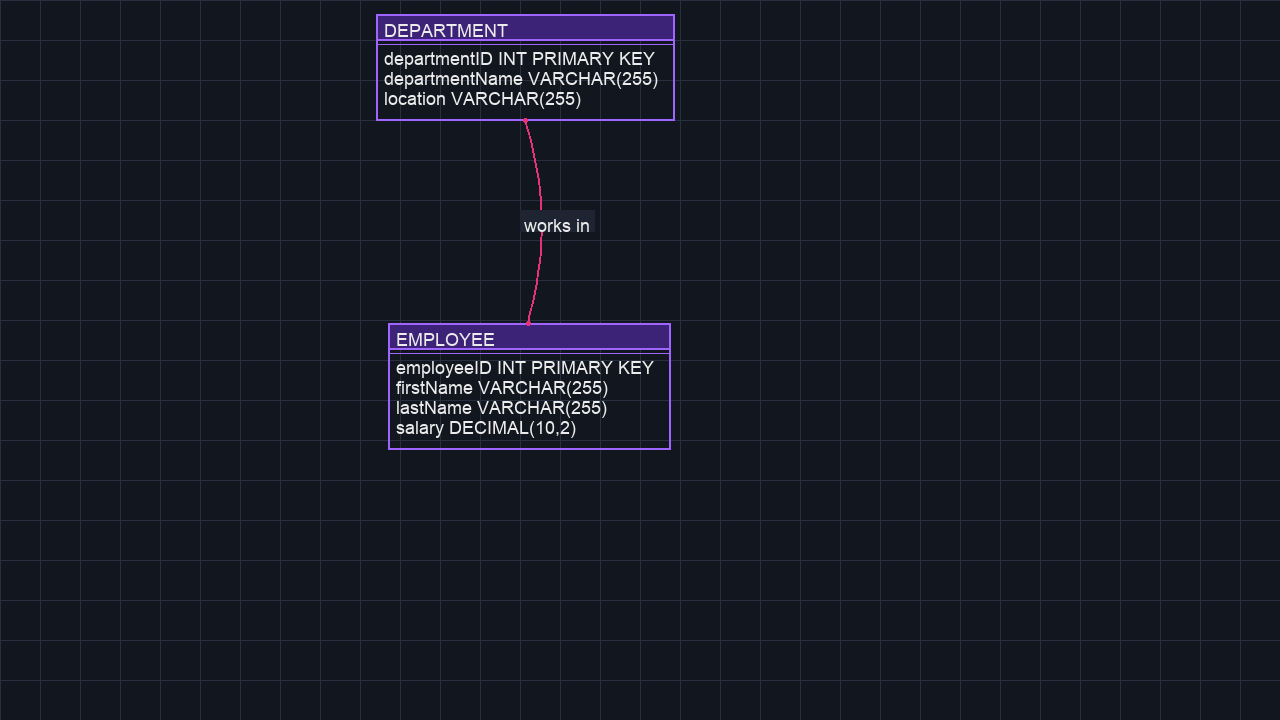 DEPARTMENT
departmentID INT PRIMARY KEY
departmentName VARCHAR(255)
location VARCHAR(255)
works in
EMPLOYEE
employeeID INT PRIMARY KEY
firstName VARCHAR(255)
lastName VARCHAR(255)
salary DECIMAL(10,2)